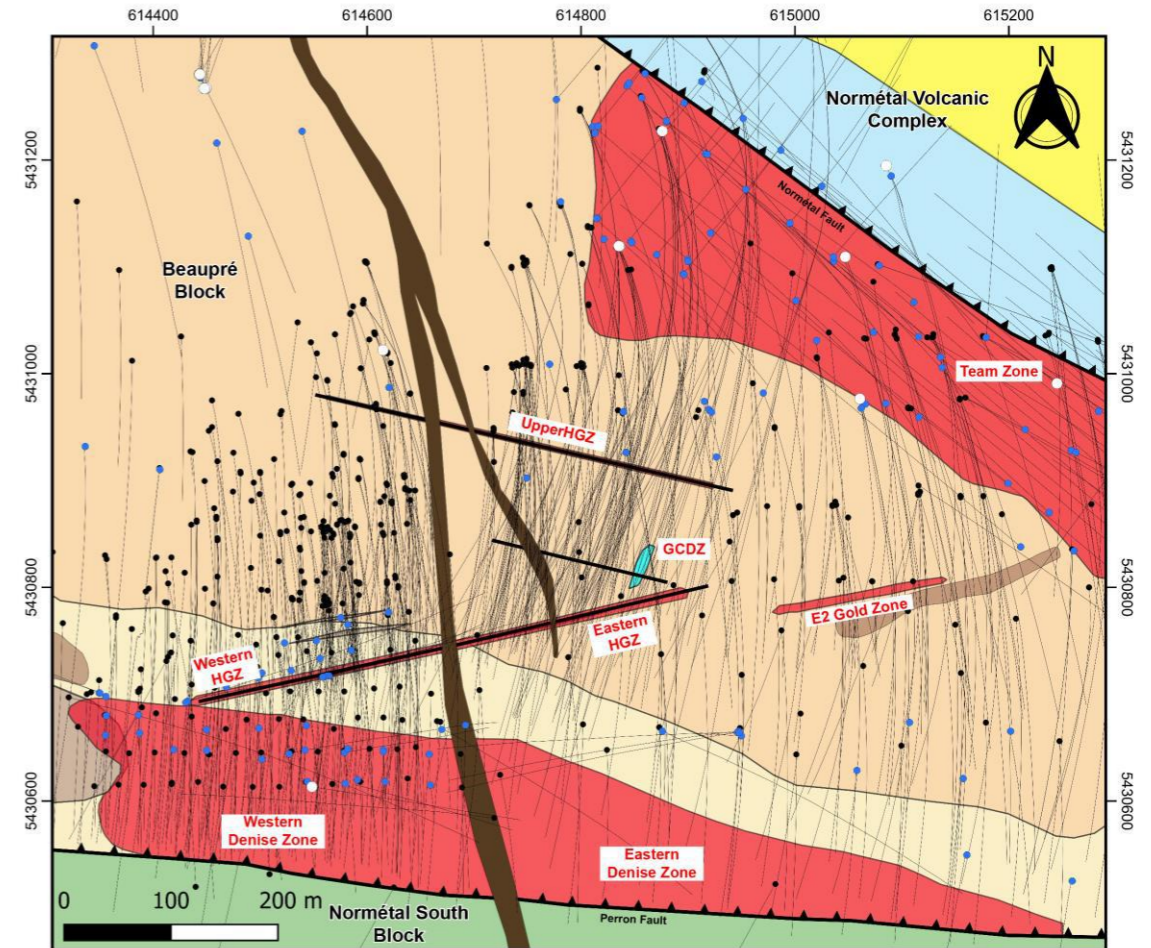 614400
614600
614800
615000
615200
N
Normétal Volcanic
Complex
5431200
5431200
Normétal Fault
Beaupré
Block
5431000
5431000
Team Zone
UpperHGZ
GCDZ
5430800
5430800
E2 Gold Zone
Eastern
HGZ
Western
HGZ
5430600
5430600
Western
Denise Zone
Eastern
Denise Zone
0 100 200 m
Normétal South
Block
Perron Fault